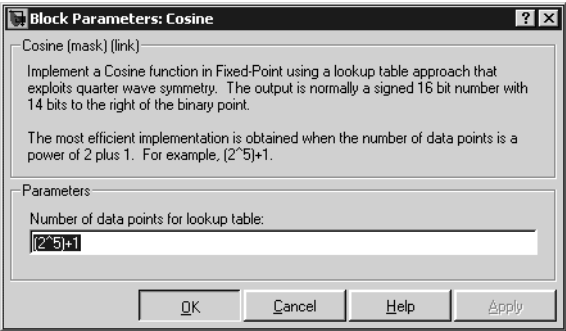 Block Parameters: Cosine
Cosine (mask) (link)
Implement a Cosine function in Fixed-Point using a lookup table approach that
exploits quarter wave symmetry.  The output is normally a signed 16 bit number with
14 bits to the right of the binary point.
The most efficient implementation is obtained when the number of data points is a
power of 2 plus 1.  For example, (2^5)+1.
Parameters
Number of data points for lookup table:
(2^5)+1
OK Cancel Help Apply